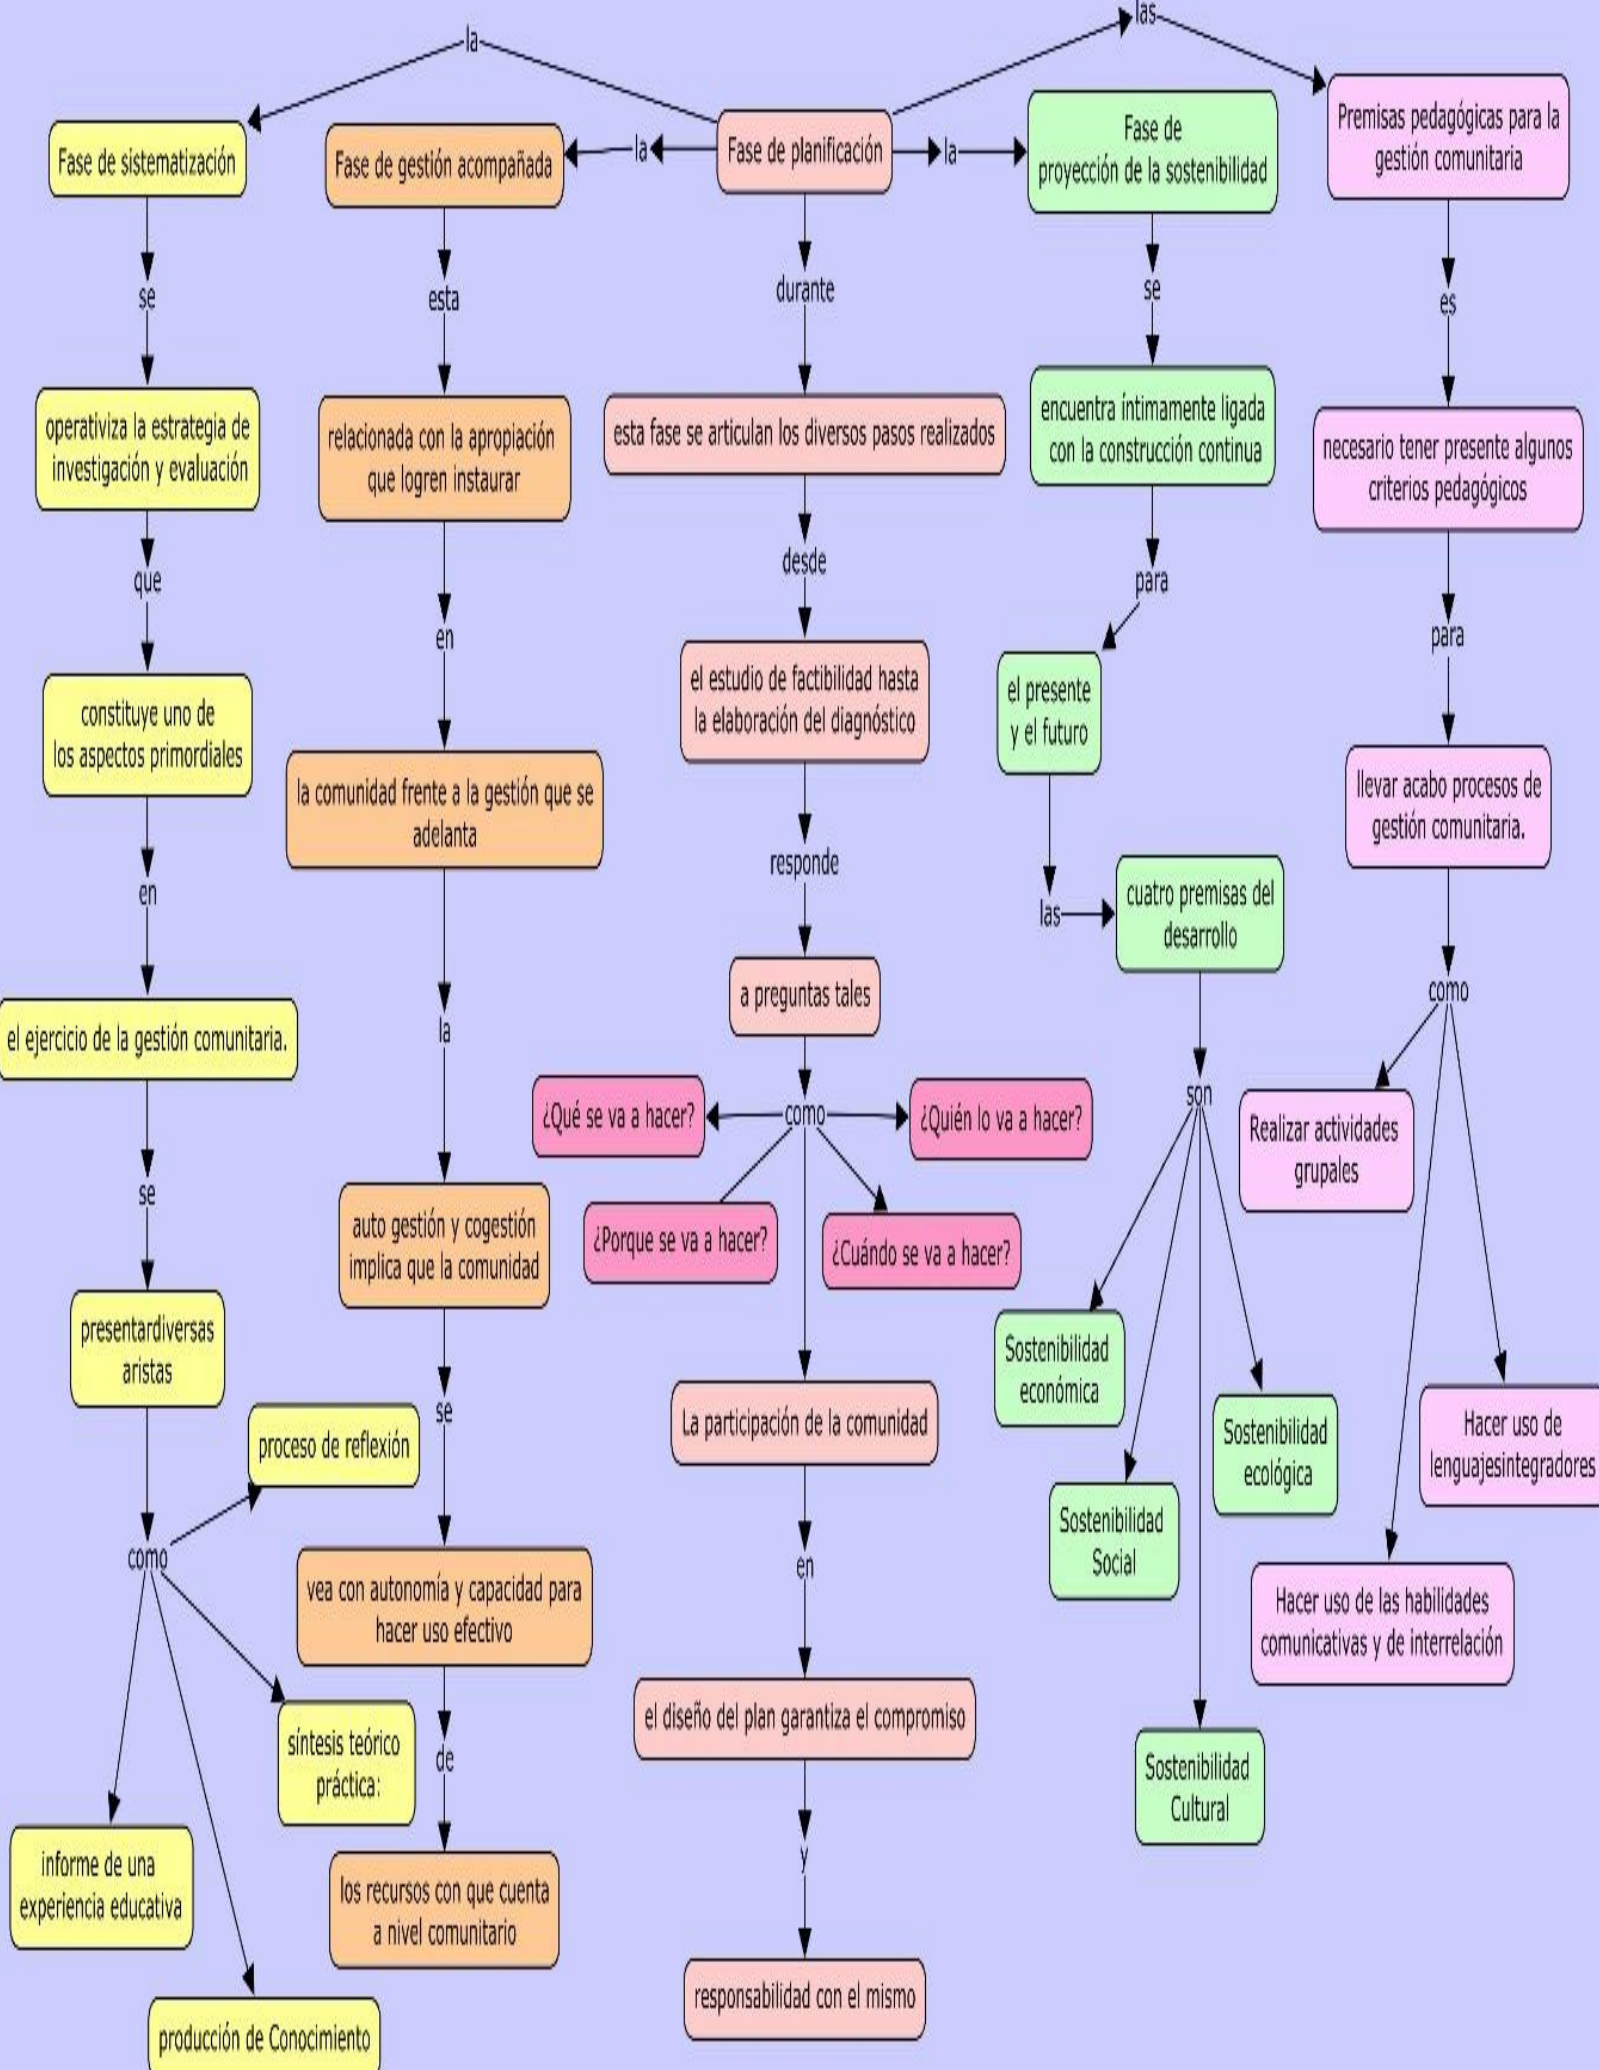 la
las
Fase de sistematización
Fase de gestión acompañada
la
Fase de planificación
la
Fase de
proyección de la sostenibilidad
Premisas pedagógicas para la
gestión comunitaria
se
operativiza la estrategia de
investigación y evaluación
que
constituye uno de
los aspectos primordiales
en
el ejercicio de la gestión comunitaria.
se
presentardiversas
aristas
como
proceso de reflexión
síntesis teórico
práctica:
informe de una
experiencia educativa
producción de Conocimiento
esta
relacionada con la apropiación
que logren instaurar
en
la comunidad frente a la gestión que se
adelanta
la
auto gestión y cogestión
implica que la comunidad
se
vea con autonomía y capacidad para
hacer uso efectivo
de
los recursos con que cuenta
a nivel comunitario
durante
esta fase se articulan los diversos pasos realizados
desde
el estudio de factibilidad hasta
la elaboración del diagnóstico
responde
a preguntas tales
como
¿Qué se va a hacer?
¿Quién lo va a hacer?
¿Porque se va a hacer?
¿Cuándo se va a hacer?
La participación de la comunidad
en
el diseño del plan garantiza el compromiso
y
responsabilidad con el mismo
se
encuentra íntimamente ligada
con la construcción continua
para
el presente
y el futuro
las
cuatro premisas del
desarrollo
son
Sostenibilidad
económica
Sostenibilidad
Social
Sostenibilidad
Cultural
Sostenibilidad
ecológica
es
necesario tener presente algunos
criterios pedagógicos
para
llevar acabo procesos de
gestión comunitaria.
como
Realizar actividades
grupales
Hacer uso de las habilidades
comunicativas y de interrelación
Hacer uso de
lenguajesintegradores